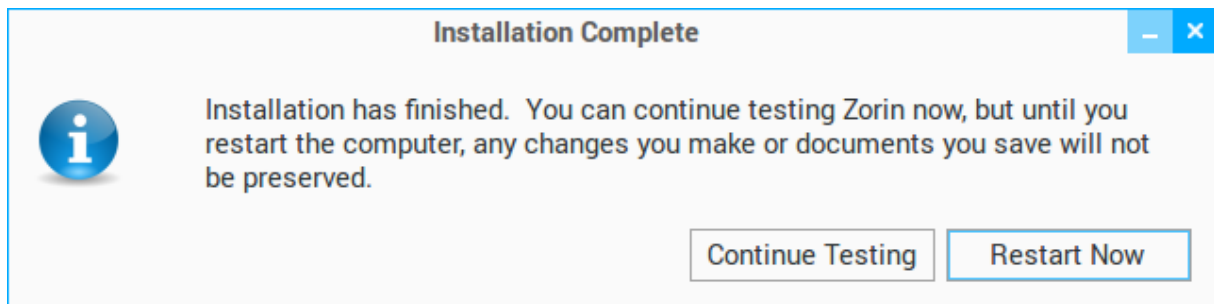 Installation Complete
Installation has finished.  You can continue testing Zorin now, but until you
restart the computer, any changes you make or documents you save will not
be preserved.
Continue Testing
Restart Now